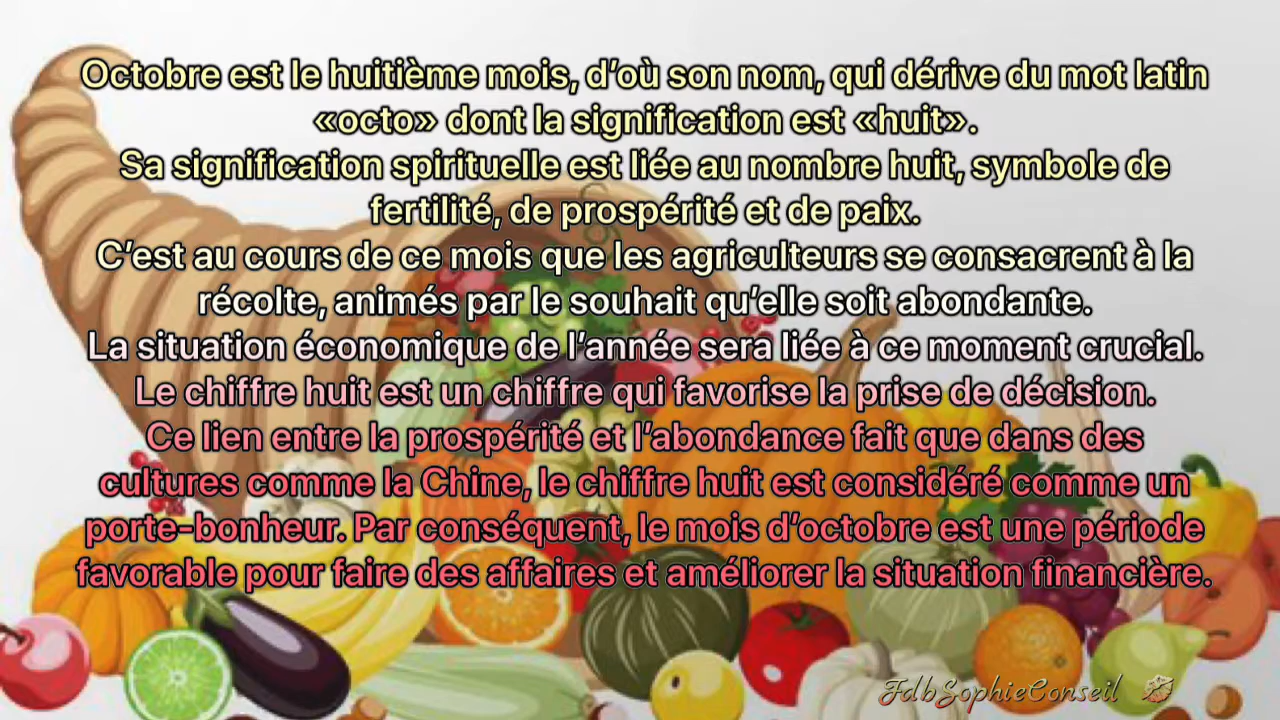 Octobre est le huitième mois, d’où son nom, qui dérive du mot latin
«octo» dont la signification est «huit».
Sa signification spirituelle est liée au nombre huit, symbole de
fertilité, de prospérité et de paix.
C’est au cours de ce mois que les agriculteurs se consacrent à la
récolte, animés par le souhait qu’elle soit abondante.
La situation économique de l’année sera liée à ce moment crucial.
Le chiffre huit est un chiffre qui favorise la prise de décision.
Ce lien entre la prospérité et l’abondance fait que dans des
cultures comme la Chine, le chiffre huit est considéré comme un
porte-bonheur. Par conséquent, le mois d’octobre est une période
favorable pour faire des affaires et améliorer la situation financière.
FdbSophieConseil